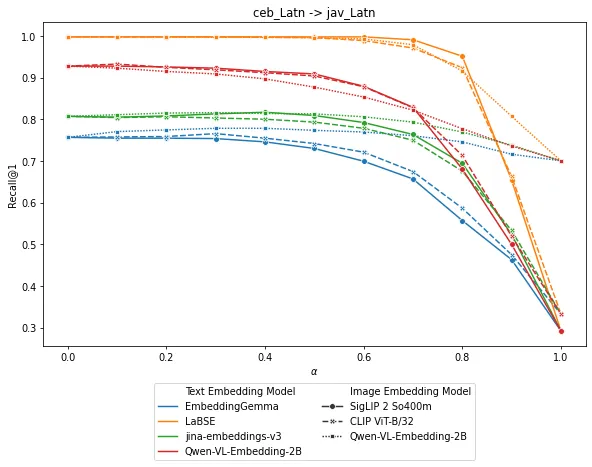 ceb_Latn -> jav_Latn
Recall@1
1.0
0.9
0.8
0.7
0.6
0.5
0.4
0.3
0.0 0.2 0.4 0.6 0.8 1.0
α
Text Embedding Model Image Embedding Model
EmbeddingGemma SigLIP 2 So400m
LaBSE CLIP ViT-B/32
jina-embeddings-v3 Qwen-VL-Embedding-2B
Qwen-VL-Embedding-2B